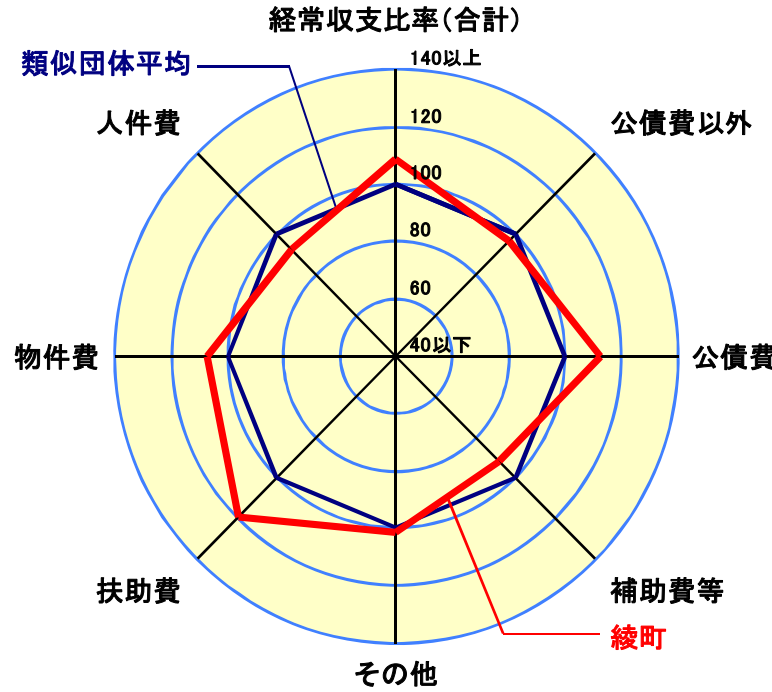 経常収支比率（合計）
類似団体平均
140以上
人件費
公債費以外
120
100
80
60
40以下
物件費
公債費
扶助費
補助費等
綾町
その他